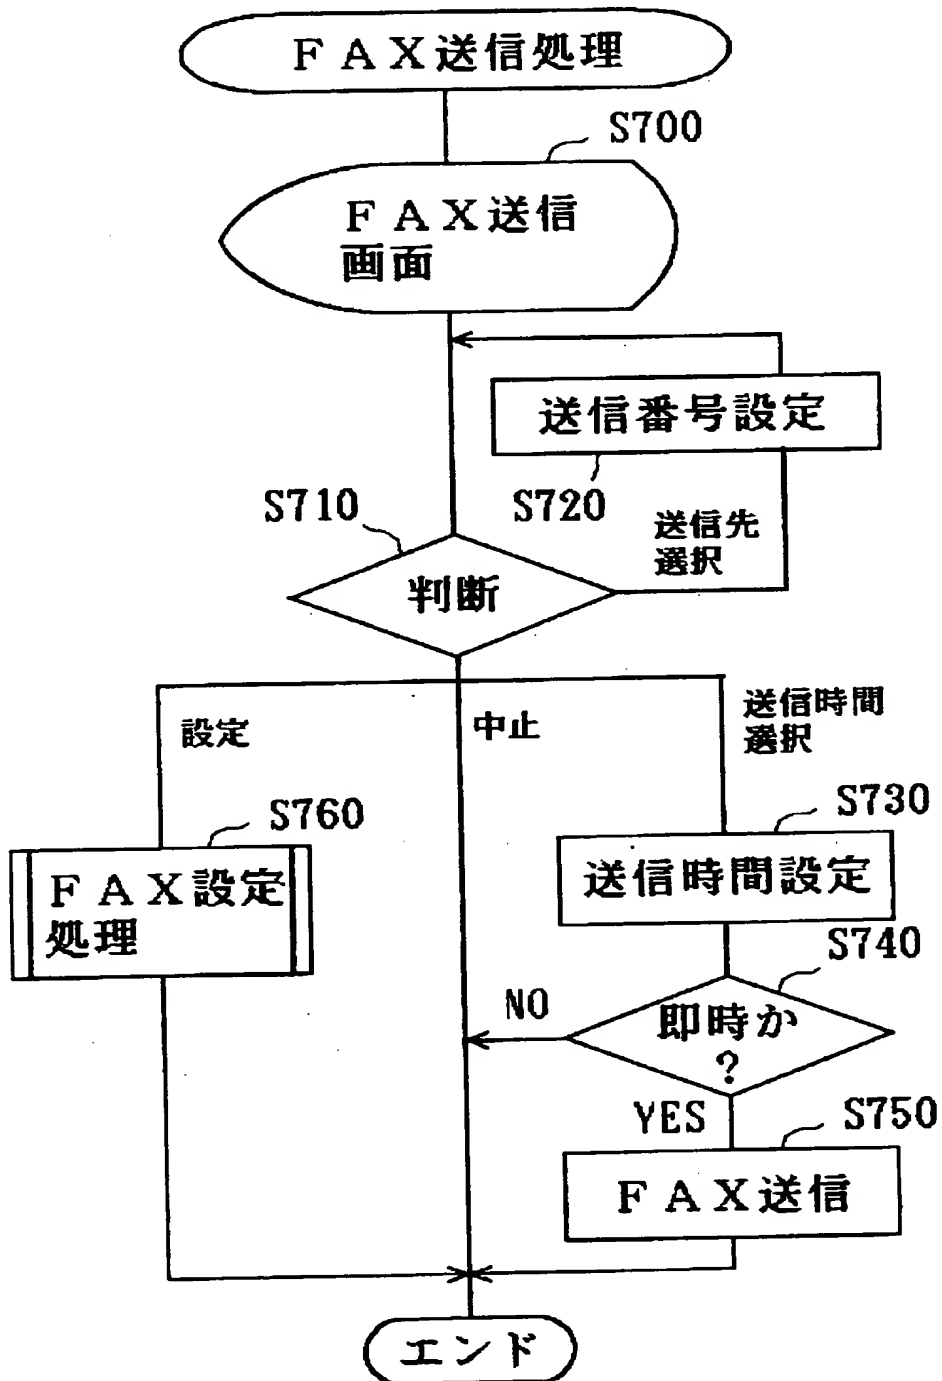 FAX送信処理
S700
FAX送信
画面
送信番号設定
S720
S710
送信先
選択
判断
設定
中止
送信時間
選択
S760
S730
FAX設定
処理
送信時間設定
S740
NO
即時か
?
YES
S750
FAX送信
エンド